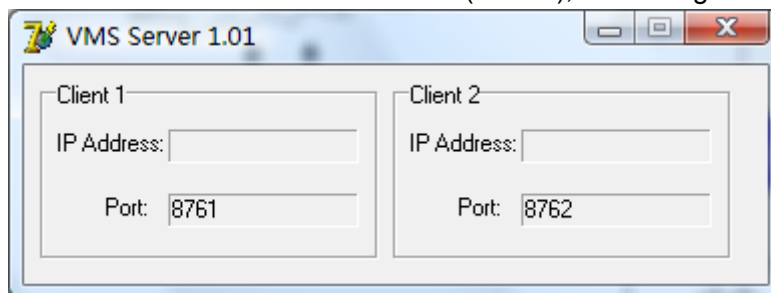 VMS Server 1.01
Client 1
IP Address:
Port: 8761
Client 2
IP Address:
Port: 8762